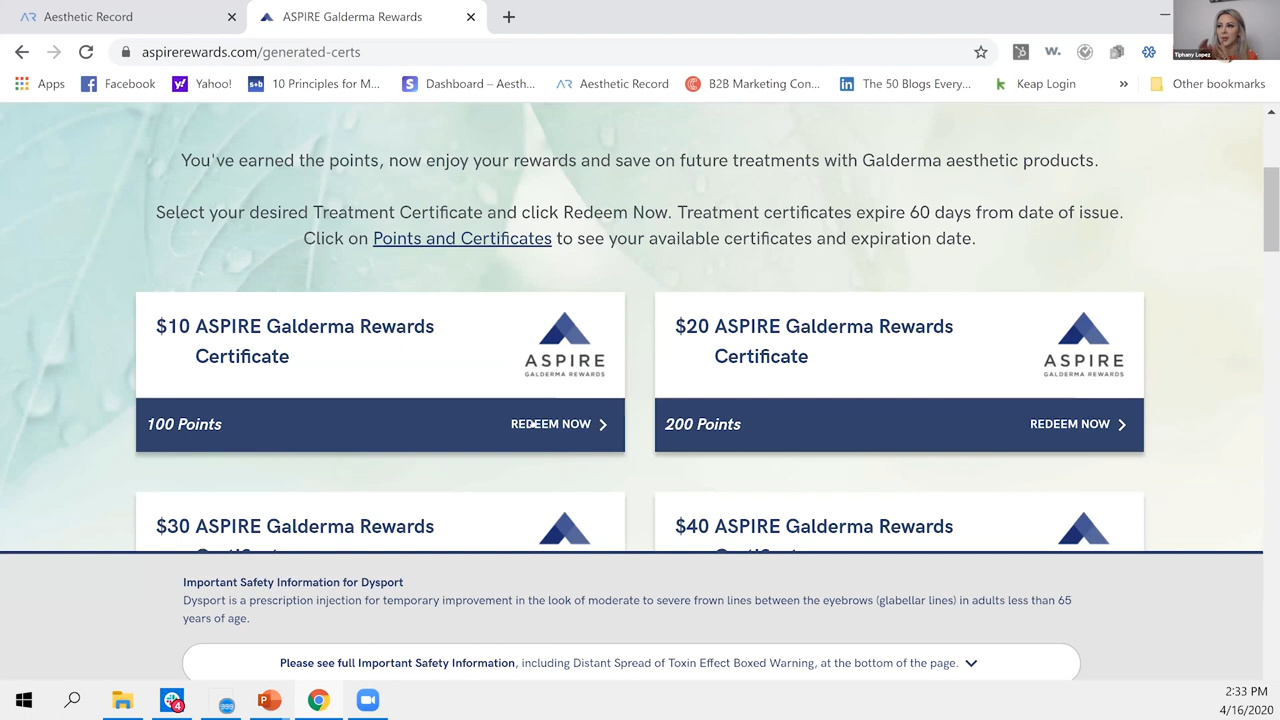 Aesthetic Record
ASPIRE Galderma Rewards
Tiphany Lopez
aspirerewards.com/generated-certs
w.
Apps
Facebook
Yahoo!
s+b
10 Principles for M...
S
Dashboard – Aesth...
AR
Aesthetic Record
B2B Marketing Con...
in
The 50 Blogs Every...
k
Keap Login
»
Other bookmarks
You've earned the points, now enjoy your rewards and save on future treatments with Galderma aesthetic products.
Select your desired Treatment Certificate and click Redeem Now. Treatment certificates expire 60 days from date of issue.
Click on Points and Certificates to see your available certificates and expiration date.
$10 ASPIRE Galderma Rewards
Certificate
ASPIRE
GALDERMA REWARDS
100 Points
REDEEM NOW
$20 ASPIRE Galderma Rewards
Certificate
ASPIRE
GALDERMA REWARDS
200 Points
REDEEM NOW
$30 ASPIRE Galderma Rewards
$40 ASPIRE Galderma Rewards
Important Safety Information for Dysport
Dysport is a prescription injection for temporary improvement in the look of moderate to severe frown lines between the eyebrows (glabellar lines) in adults less than 65
years of age.
Please see full Important Safety Information, including Distant Spread of Toxin Effect Boxed Warning, at the bottom of the page.
4
399
P
2:33 PM
4/16/2020